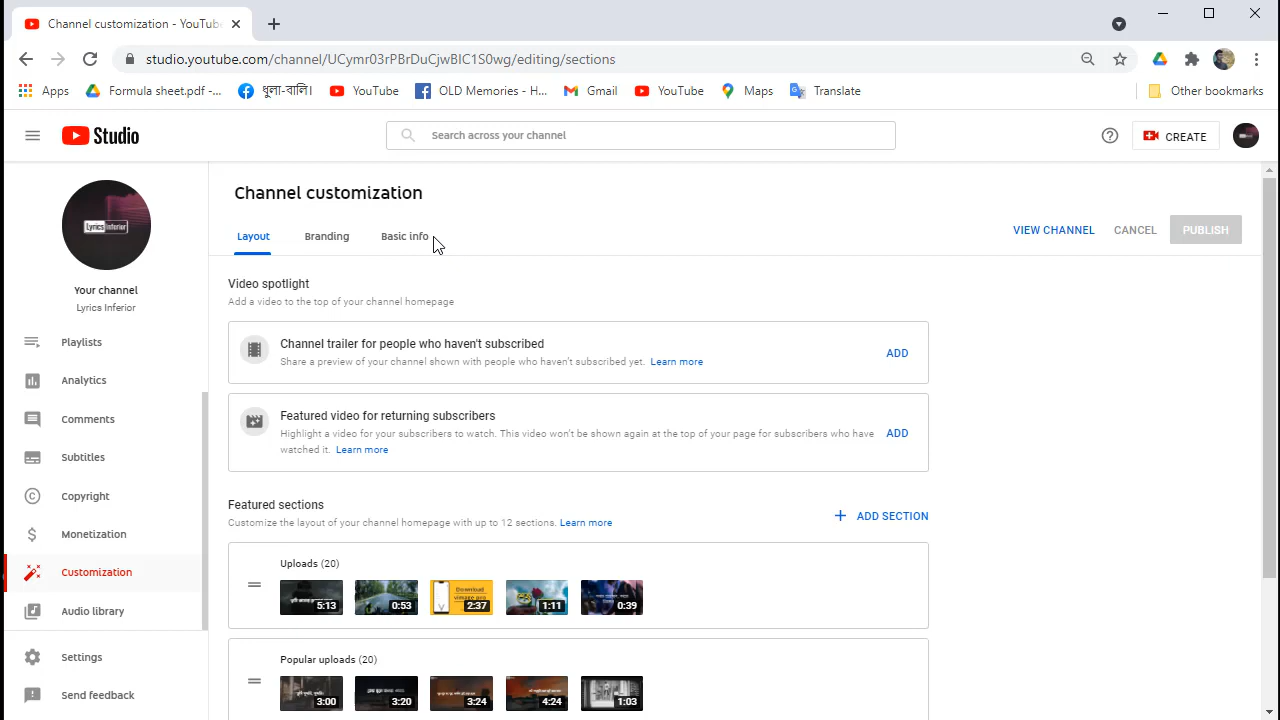 Channel customization - YouTube
studio.youtube.com/channel/UCymr03rPBrDuCjwBIC1S0wg/editing/sections
Apps
Formula sheet.pdf -...
ধুলা-বালি।
YouTube
OLD Memories - H...
Gmail
YouTube
Maps
Translate
Other bookmarks
Studio
Search across your channel
CREATE
Lyrics Inferior
Your channel
Lyrics Inferior
Playlists
Analytics
Comments
Subtitles
Copyright
Monetization
Customization
Audio library
Settings
Send feedback
Channel customization
Layout
Branding
Basic info
VIEW CHANNEL
CANCEL
PUBLISH
Video spotlight
Add a video to the top of your channel homepage
Channel trailer for people who haven't subscribed
Share a preview of your channel shown with people who haven't subscribed yet. Learn more
ADD
Featured video for returning subscribers
Highlight a video for your subscribers to watch. This video won't be shown again at the top of your page for subscribers who have
watched it. Learn more
ADD
Featured sections
Customize the layout of your channel homepage with up to 12 sections. Learn more
ADD SECTION
Uploads (20)
5:13
0:53
Download
vimage pro
2:37
1:11
0:39
Popular uploads (20)
3:00
3:20
3:24
4:24
1:03